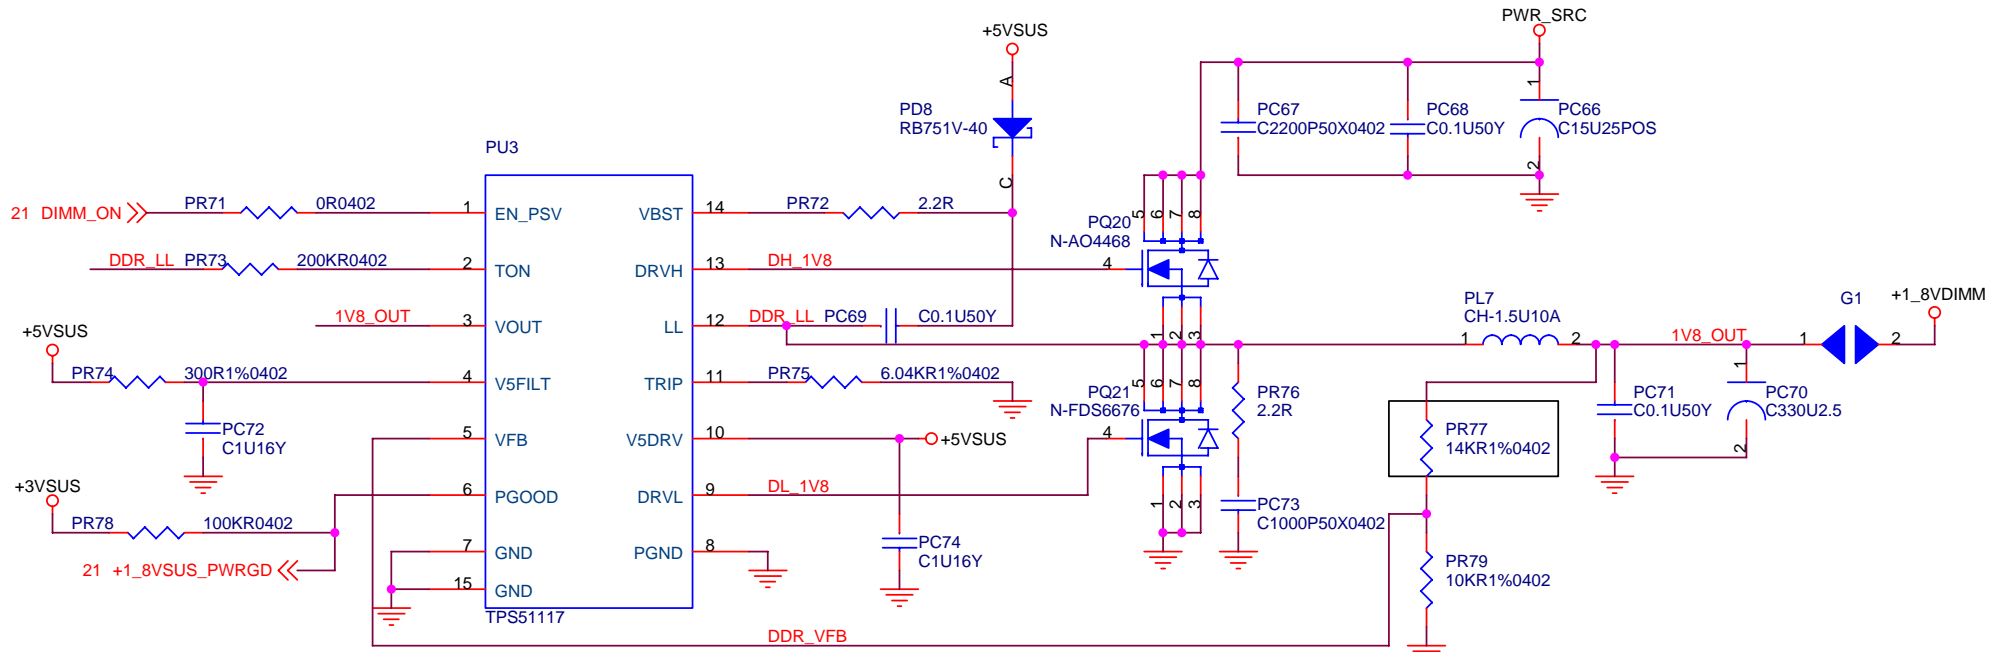 PWR_SRC
+5VSUS
A
PD8
RB751V-40
C
PC67
C2200P50X0402
PC68
C0.1U50Y
1
PC66
C15U25POS
2
PU3
21 DIMM_ON
PR71
0R0402
1
EN_PSV
VBST
14
PR72
2.2R
5
6
7
8
PQ20
N-AO4468
DDR_LL
PR73
200KR0402
2
TON
DRVH
13
DH_1V8
4
1V8_OUT
3
VOUT
LL
12
DDR_LL
PC69
C0.1U50Y
1
2
3
PL7
CH-1.5U10A
1
2
1V8_OUT
G1
1
2
+1_8VDIMM
+5VSUS
PR74
300R1%0402
4
V5FILT
TRIP
11
PR75
6.04KR1%0402
5
6
7
8
PQ21
N-FDS6676
PR76
2.2R
PC72
C1U16Y
5
VFB
V5DRV
10
+5VSUS
4
PR77
14KR1%0402
PC71
C0.1U50Y
1
PC70
C330U2.5
2
+3VSUS
6
PGOOD
DRVL
9
DL_1V8
1
2
3
PC73
C1000P50X0402
PR78
100KR0402
21 +1_8VSUS_PWRGD
7
GND
PGND
8
PC74
C1U16Y
15
GND
PR79
10KR1%0402
TPS51117
DDR_VFB